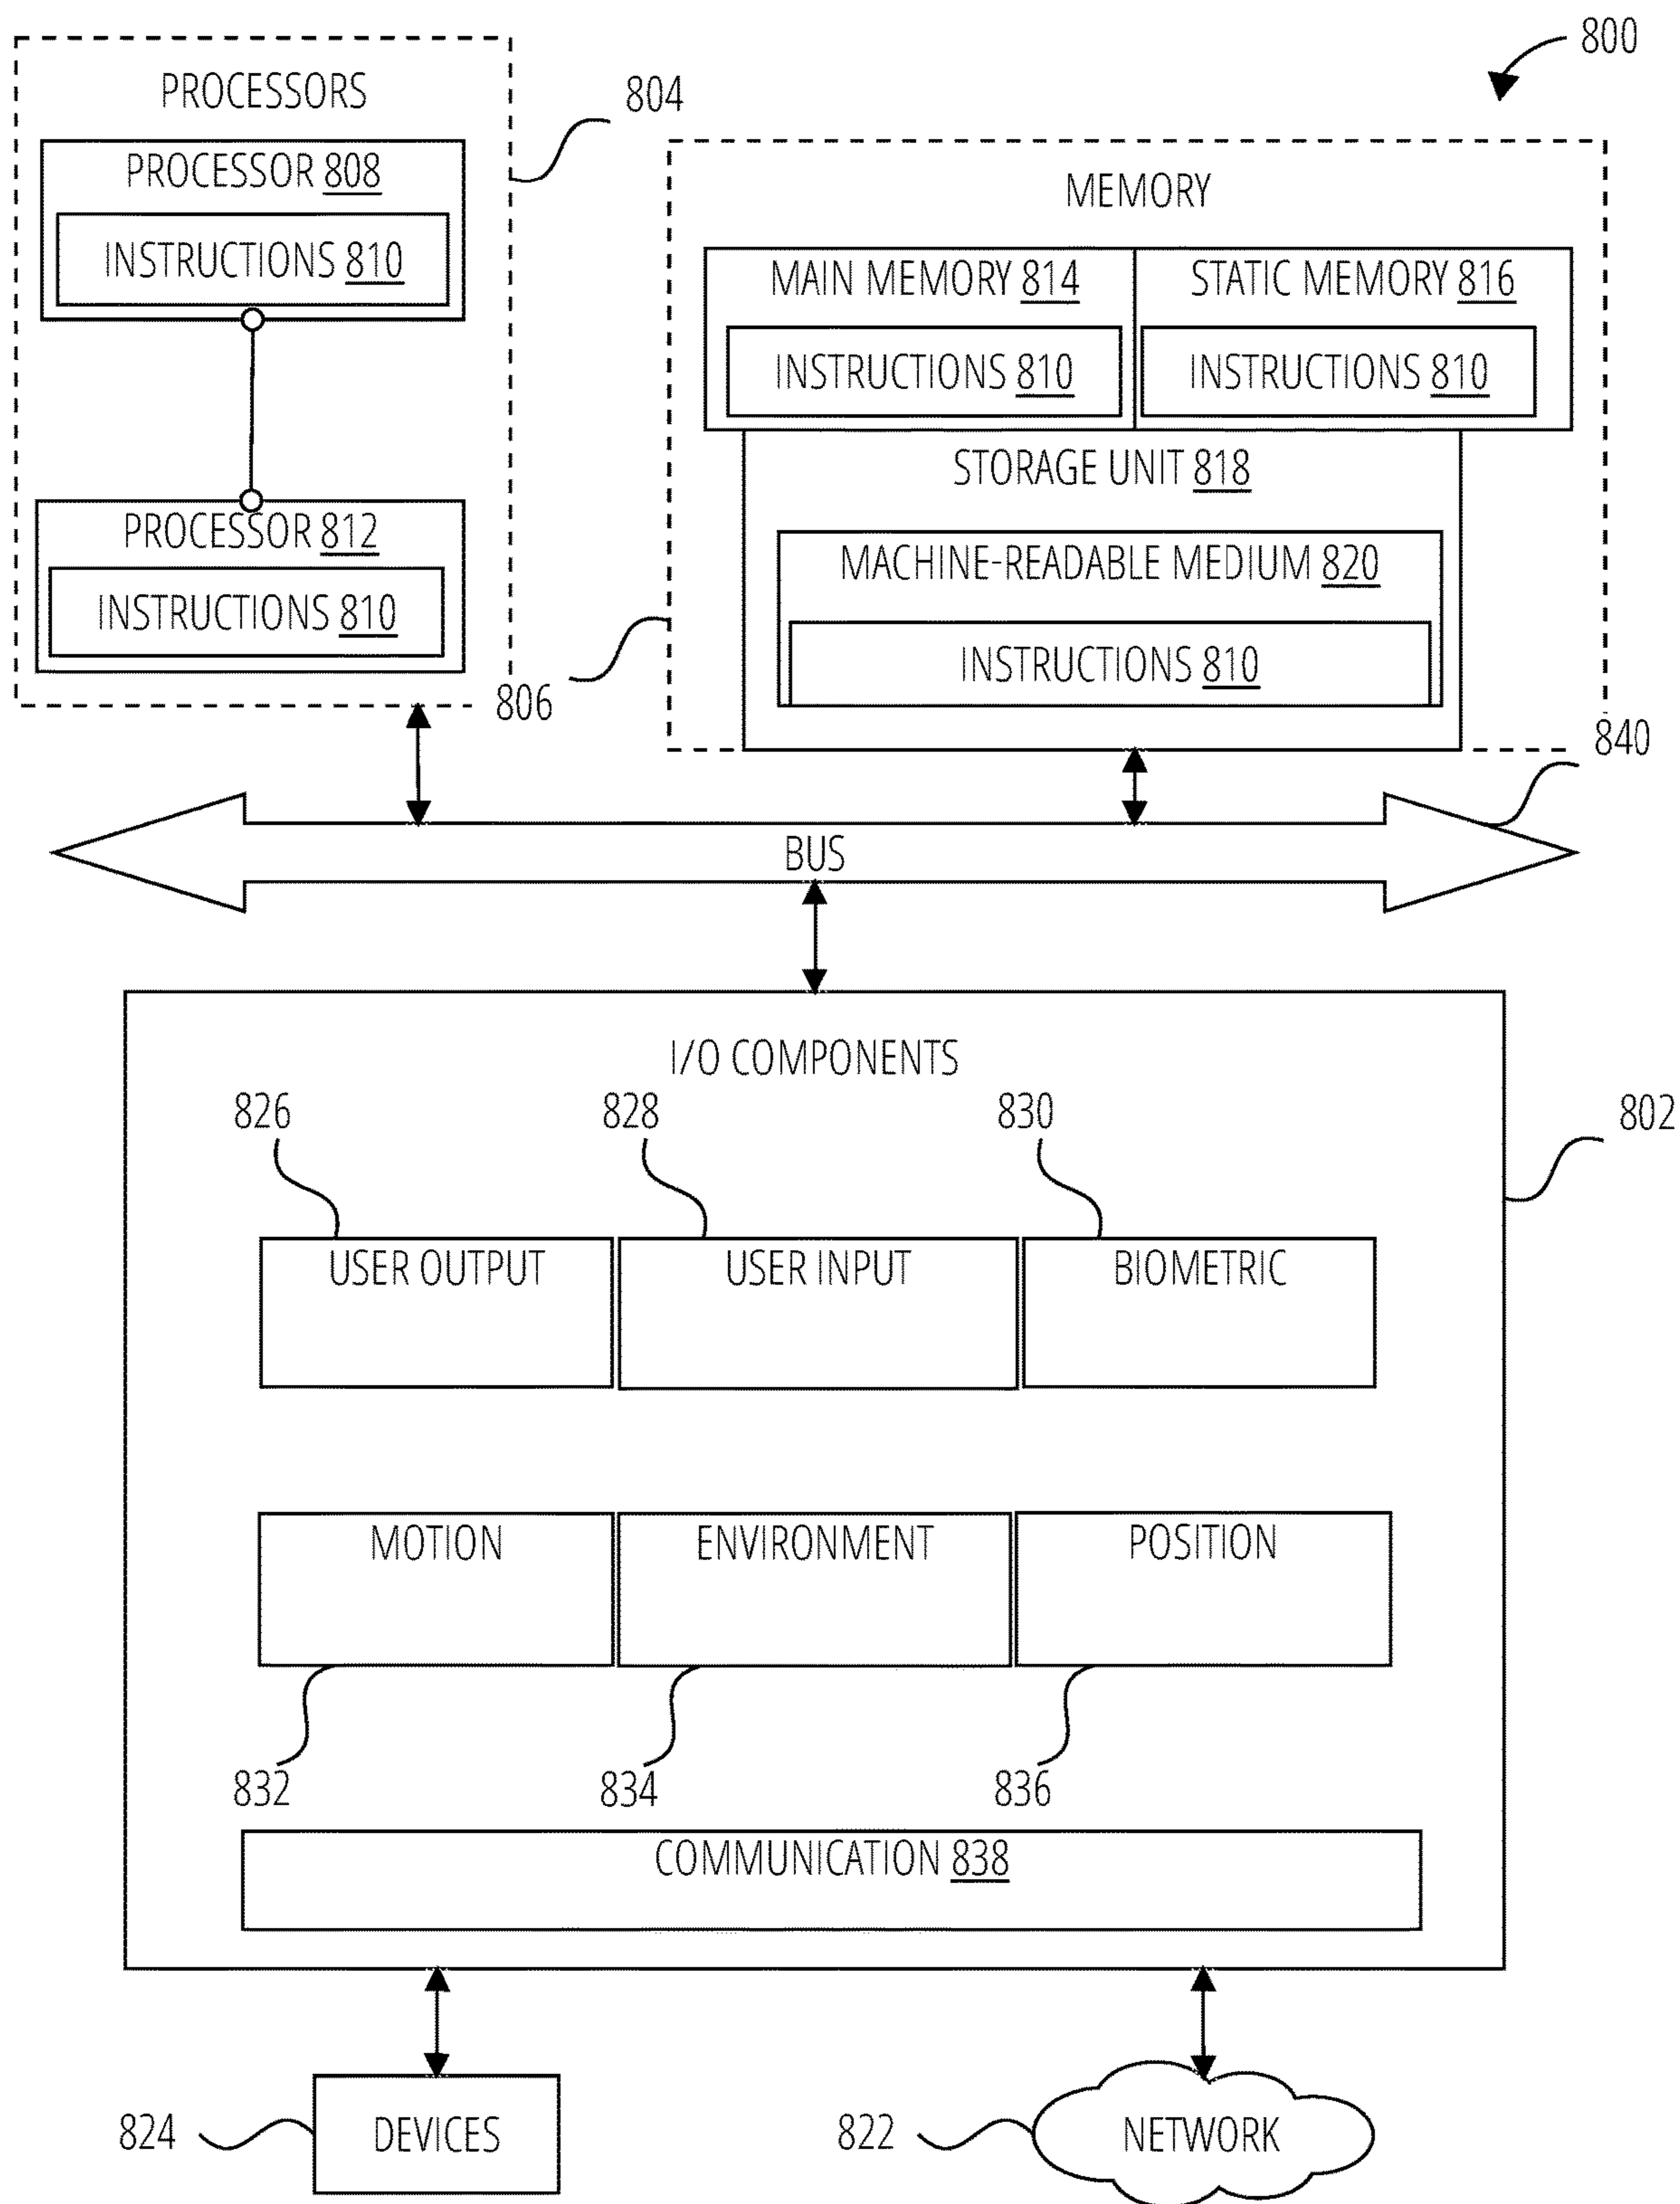 800
PROCESSORS
804
PROCESSOR 808
INSTRUCTIONS 810
PROCESSOR 812
INSTRUCTIONS 810
MEMORY
MAIN MEMORY 814
INSTRUCTIONS 810
STATIC MEMORY 816
INSTRUCTIONS 810
STORAGE UNIT 818
MACHINE-READABLE MEDIUM 820
INSTRUCTIONS 810
806
840
BUS
I/O COMPONENTS
802
826
828
830
USER OUTPUT
USER INPUT
BIOMETRIC
MOTION
ENVIRONMENT
POSITION
832
834
836
COMMUNICATION 838
824
DEVICES
822
NETWORK